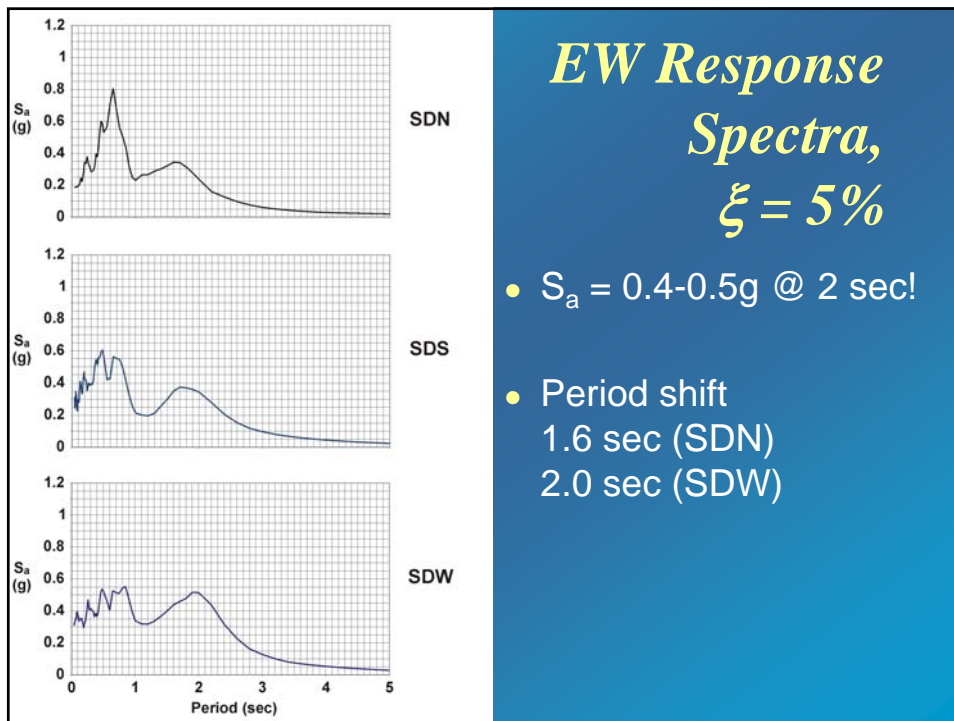 1.2
1
0.8
Sa
(g)
0.6
0.4
0.2
0
SDN
1.2
1
0.8
Sa
(g)
0.6
0.4
0.2
0
SDS
1.2
1
0.8
Sa
(g)
0.6
0.4
0.2
0
SDW
0 1 2 3 4 5
Period (sec)
EW Response
Spectra,
ξ = 5%
• Sa = 0.4-0.5g @ 2 sec!
• Period shift
1.6 sec (SDN)
2.0 sec (SDW)